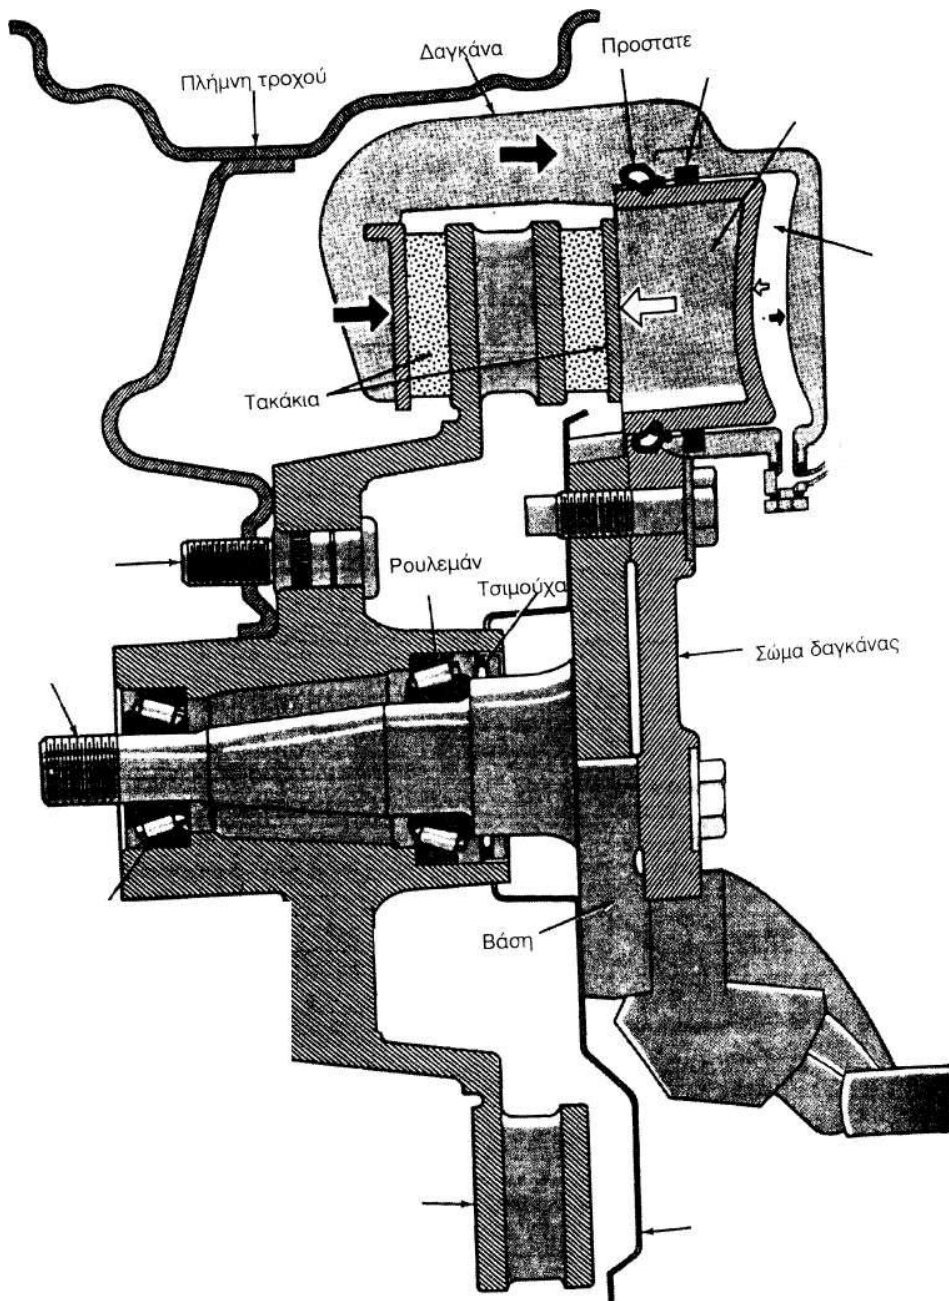 Δαγκάνα
Προστατε
Πλήμνη τροχού
Τακάκια
Ρουλεμάν
Τσιμούχα
Σώμα δαγκάνας
Βάση